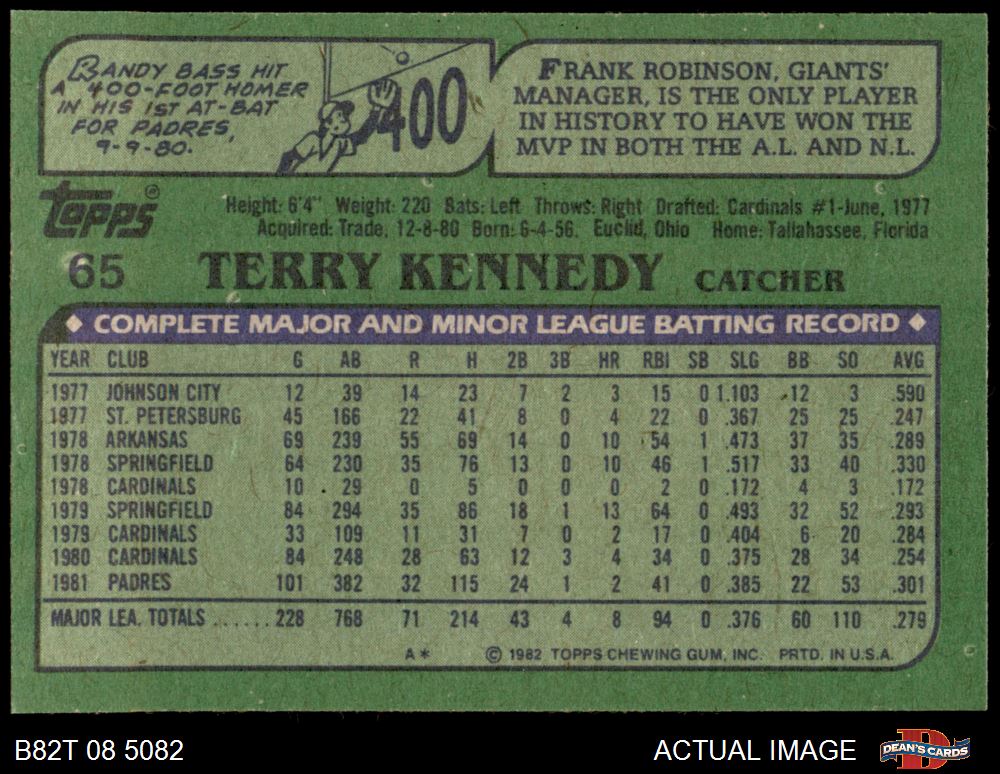 RANDY BASS HIT
A 400-FOOT HOMER
IN HIS 1ST AT-BAT
FOR PADRES,
9-9-80.
400
FRANK ROBINSON, GIANTS'
MANAGER, IS THE ONLY PLAYER
IN HISTORY TO HAVE WON THE
MVP IN BOTH THE A.L. AND N.L.
Topps®
Height: 6'4" Weight: 220 Bats: Left Throws: Right Drafted: Cardinals #1-June, 1977
Acquired: Trade, 12-8-80 Born: 6-4-56, Euclid, Ohio Home: Tallahassee, Florida
65 TERRY KENNEDY CATCHER
◆ COMPLETE MAJOR AND MINOR LEAGUE BATTING RECORD ◆
YEAR CLUB G AB R H 2B 3B HR RBI SB SLG BB SO AVG
1977 JOHNSON CITY 12 39 14 23 7 2 3 15 0 1.103 12 3 .590
1977 ST. PETERSBURG 45 166 22 41 8 0 4 22 0 .367 25 25 .247
1978 ARKANSAS 69 239 55 69 14 0 10 54 1 .473 37 35 .289
1978 SPRINGFIELD 64 230 35 76 13 0 10 46 1 .517 33 40 .330
1978 CARDINALS 10 29 0 5 0 0 0 2 0 .172 4 3 .172
1979 SPRINGFIELD 84 294 35 86 18 1 13 64 0 .493 32 52 .293
1979 CARDINALS 33 109 11 31 7 0 2 17 0 .404 6 20 .284
1980 CARDINALS 84 248 28 63 12 3 4 34 0 .375 28 34 .254
1981 PADRES 101 382 32 115 24 1 2 41 0 .385 22 53 .301
MAJOR LEA. TOTALS ...... 228 768 71 214 43 4 8 94 0 .376 60 110 .279
A* © 1982 TOPPS CHEWING GUM, INC. PRTD. IN U.S.A.
B82T 08 5082 ACTUAL IMAGE DEAN'S CARDS